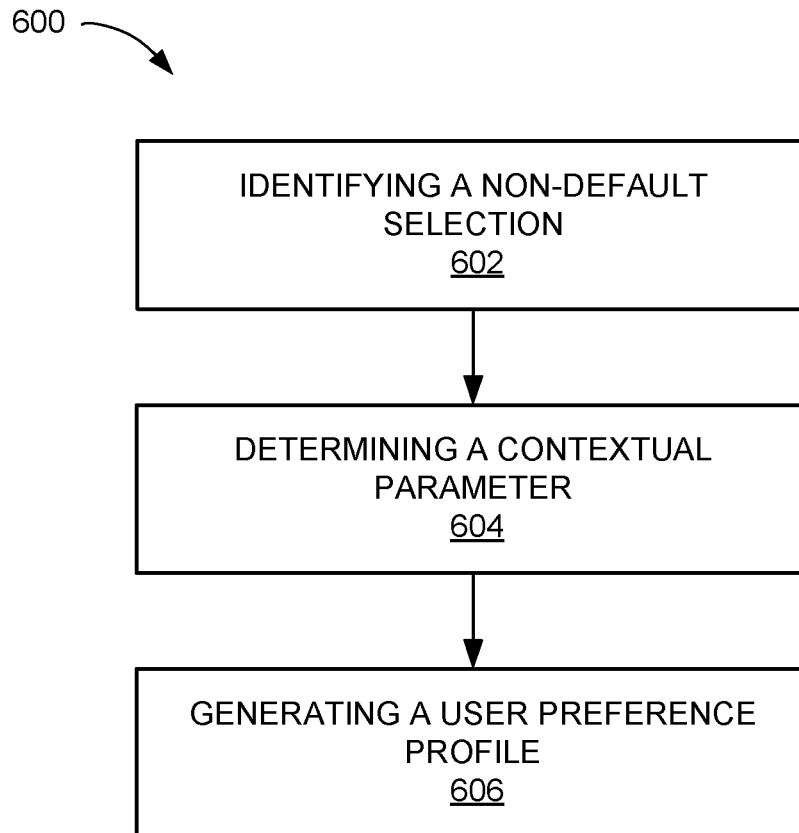 600
IDENTIFYING A NON-DEFAULT
SELECTION
602
DETERMINING A CONTEXTUAL
PARAMETER
604
GENERATING A USER PREFERENCE
PROFILE
606